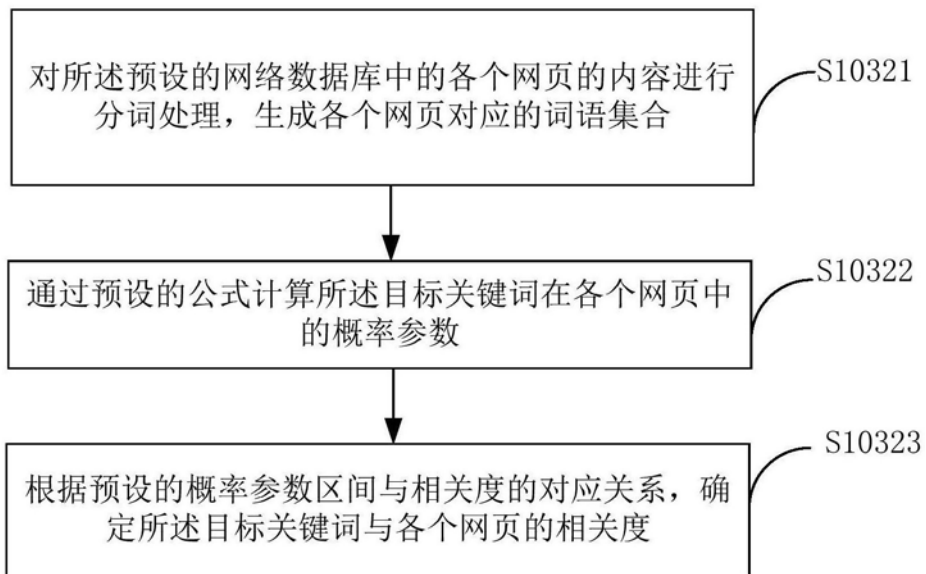 对所述预设的网络数据库中的各个网页的内容进行
分词处理，生成各个网页对应的词语集合
S10321
通过预设的公式计算所述目标关键词在各个网页中
的概率参数
S10322
根据预设的概率参数区间与相关度的对应关系，确
定所述目标关键词与各个网页的相关度
S10323